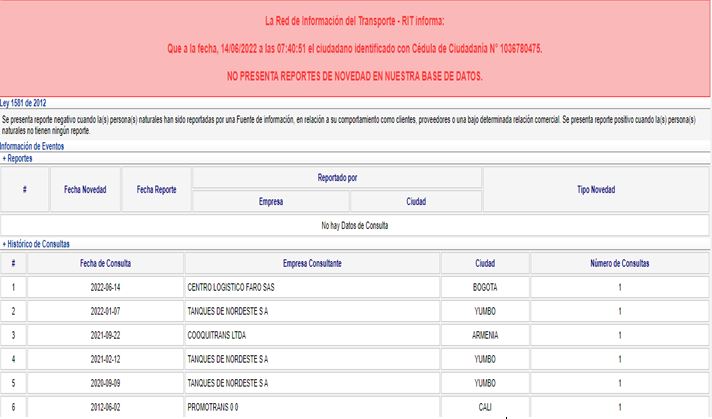 La Red de Información del Transporte - RIT informa:
Que a la fecha, 14/06/2022 a las 07:40:51 el ciudadano identificado con Cédula de Ciudadanía N° 1036780475.
NO PRESENTA REPORTES DE NOVEDAD EN NUESTRA BASE DE DATOS.
Ley 1581 de 2012
Se presenta reporte negativo cuando la(s) persona(s) naturales han sido reportadas por una Fuente de información, en relación a su comportamiento como clientes, proveedores o una bajo determinada relación comercial. Se presenta reporte positivo cuando la(s) persona(s)
naturales no tienen ningún reporte.
Información de Eventos
+ Reportes
# Fecha Novedad Fecha Reporte Reportado por Tipo Novedad
Empresa Ciudad
No hay Datos de Consulta
+ Histórico de Consultas
# Fecha de Consulta Empresa Consultante Ciudad Número de Consultas
1 2022-06-14 CENTRO LOGISTICO FARO SAS BOGOTA 1
2 2022-01-07 TANQUES DE NORDESTE S A YUMBO 1
3 2021-09-22 COOQUITRANS LTDA ARMENIA 1
4 2021-02-12 TANQUES DE NORDESTE S A YUMBO 1
5 2020-09-09 TANQUES DE NORDESTE S A YUMBO 1
6 2012-06-02 PROMOTRANS 0 0 CALI 1